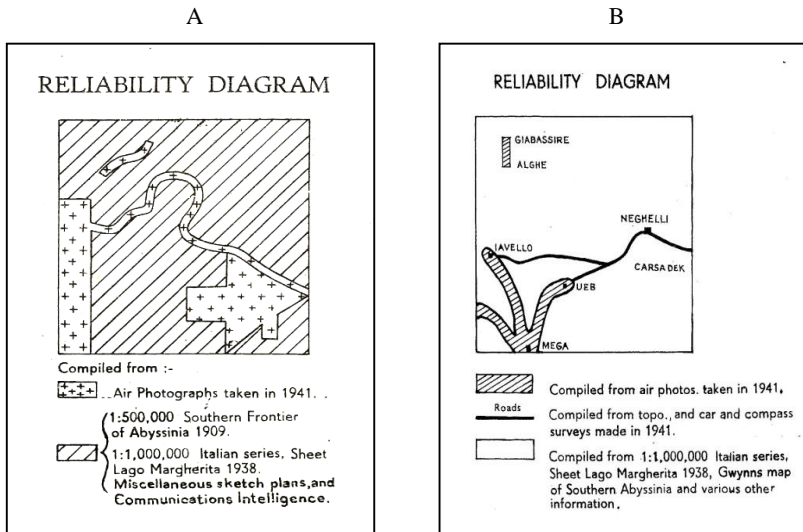 A
RELIABILITY DIAGRAM
Compiled from :-
Air Photographs taken in 1941.
1:500,000 Southern Frontier
of Abyssinia 1909.
1:1,000,000 Italian series, Sheet
Lago Margherita 1938.
Miscellaneous sketch plans, and
Communications Intelligence.
B
RELIABILITY DIAGRAM
GIABASSIRE
ALGHE
NEGHELLI
IAVELLO
CARSADEK
UEB
MEGA
Compiled from air photos. taken in 1941.
Roads
Compiled from topo., and car and compass
surveys made in 1941.
Compiled from 1:1,000,000 Italian series,
Sheet Lago Margherita 1938, Gwynns map
of Southern Abyssinia and various other
information.